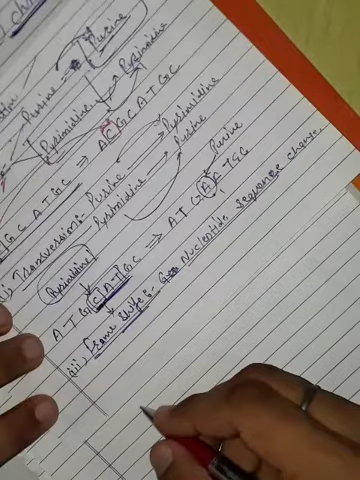 Purine
Purine
Pyrimidine
Pyrimidine
G C A T G C ⇒ A C G C A T G C
(ii) Transversion:- Purine Pyrimidine
Pyrimidine Purine
Pyrimidine Purine
A T G C A T G C ⇒ A T G A A T G C
(iii) Frame Shift:- Nucleotide Sequence change